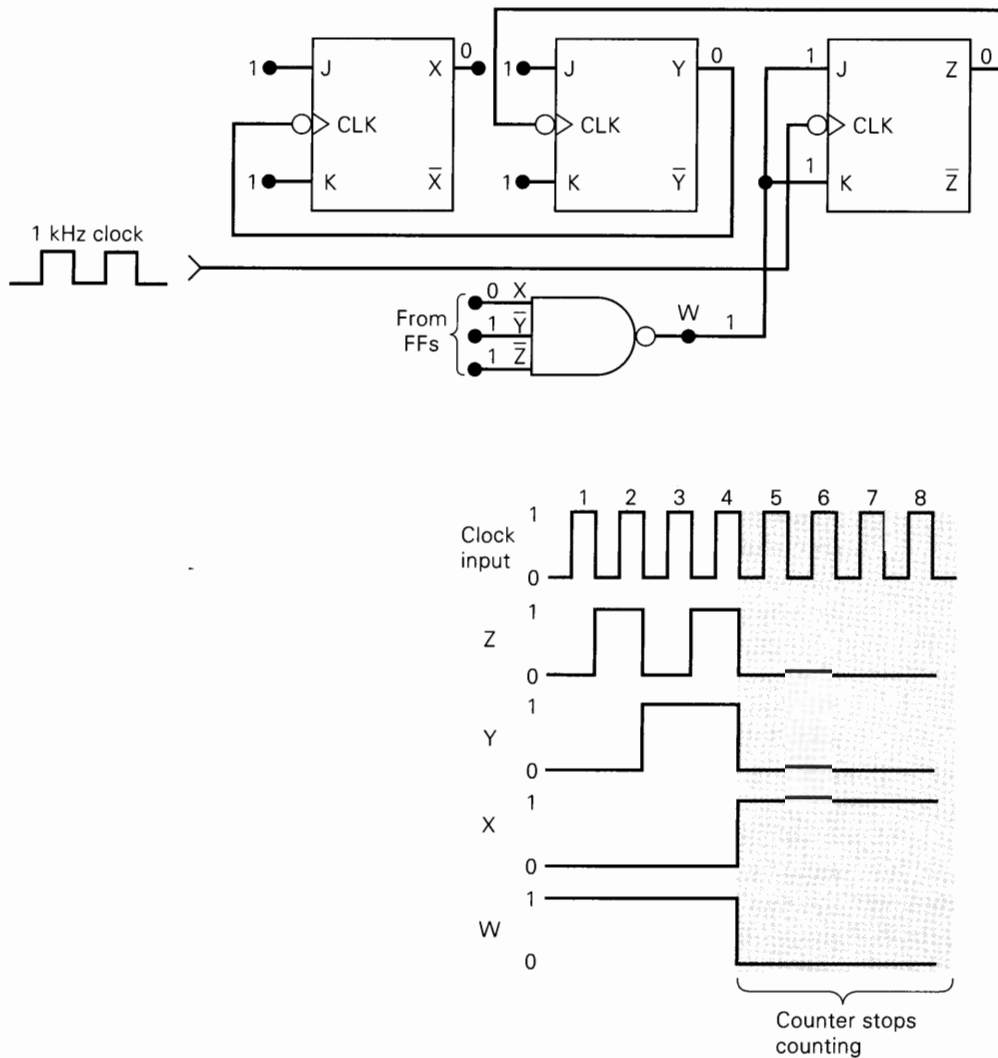 0 0 0
1 J X 1 J Y 1 J Z
CLK CLK CLK
1
1 K X̅ 1 K Y̅ K Z̅
1 kHz clock
0 X
From
FFs
1 Y̅
1 Z̅
W
1
1 2 3 4 5 6 7 8
1
Clock
input
0
1
Z
0
1
Y
0
1
X
0
1
W
0
Counter stops
counting